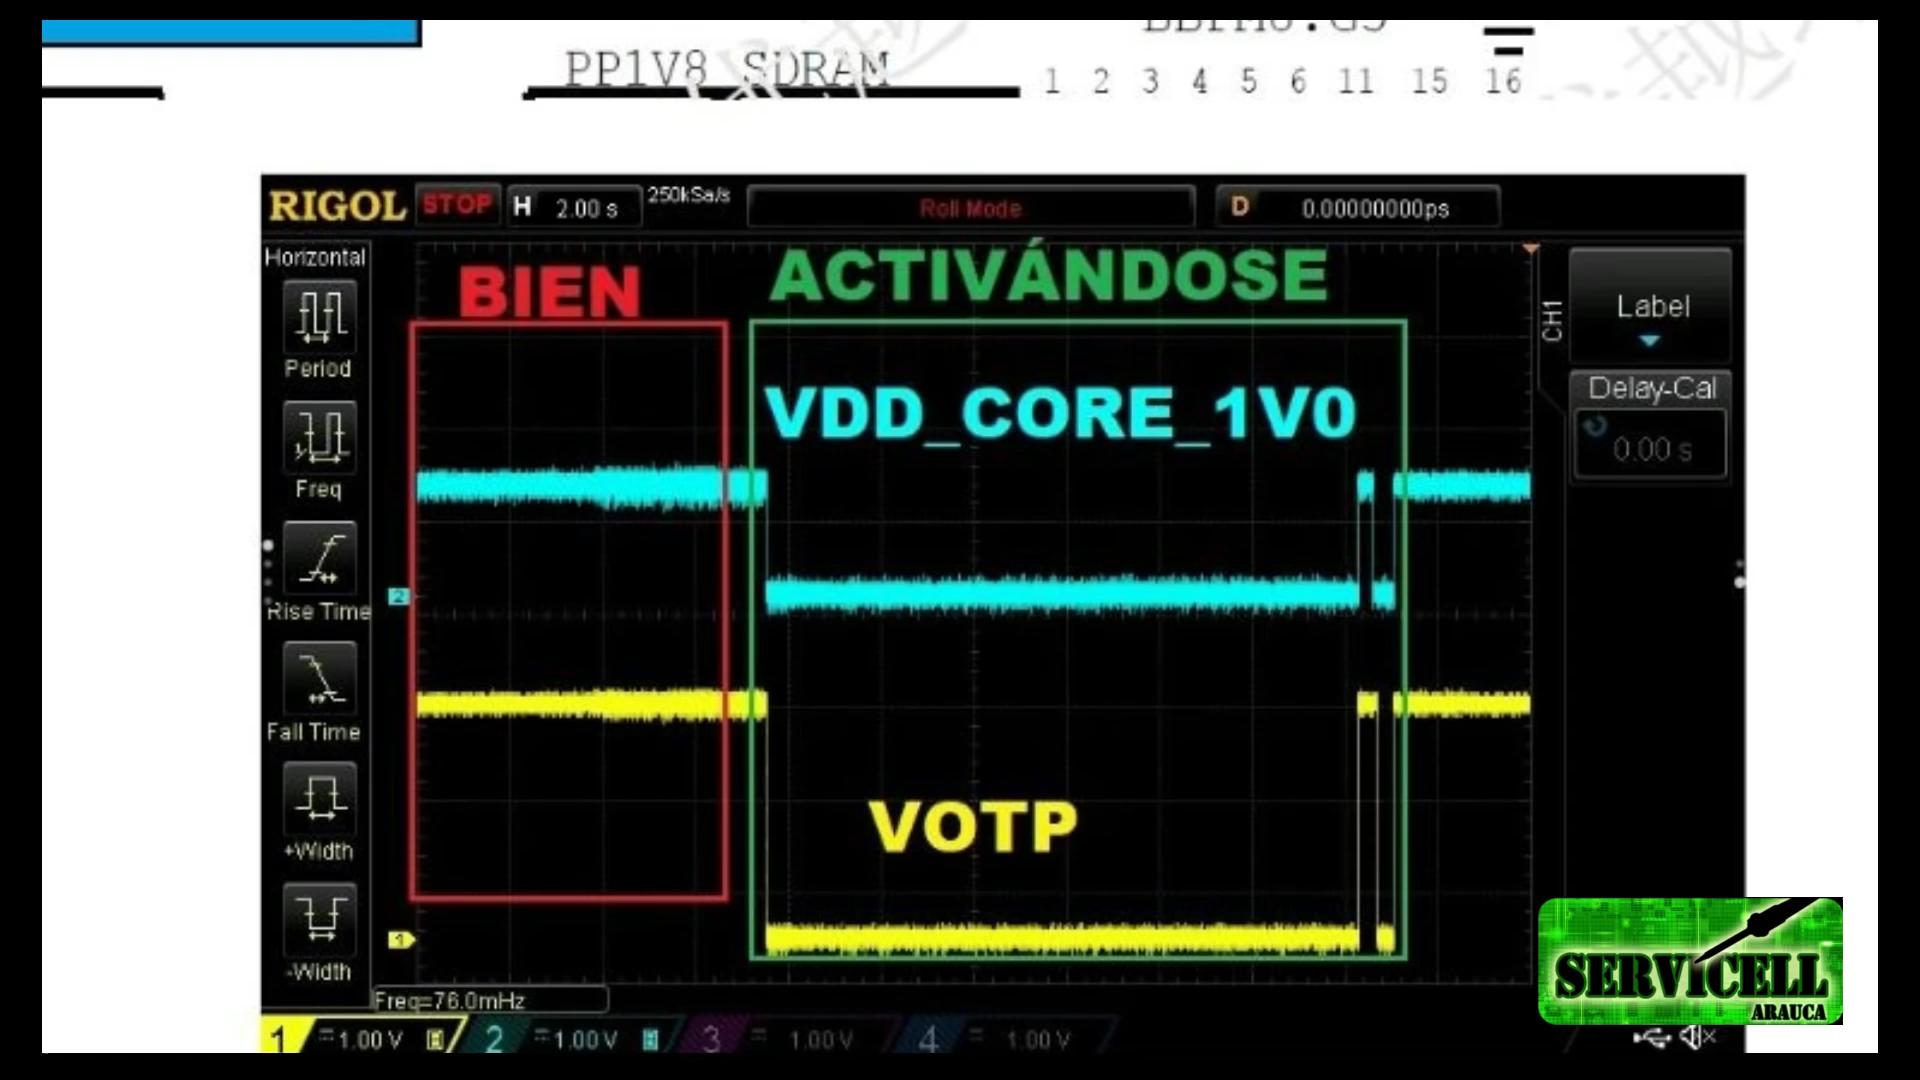 PP1V8_SDRAM
1 2 3 4 5 6 11 15 16
RIGOL STOP H 2.00 s 250kSa/s Roll Mode D 0.00000000ps
Horizontal
BIEN
ACTIVÁNDOSE
CH1
Label
Period
Delay-Cal
0.00 s
VDD_CORE_1V0
Freq
2
Rise Time
Fall Time
VOTP
+Width
1
-Width
SERVICELL
ARAUCA
Freq=76.0mHz
1 =1.00 V 2 =1.00 V 3 = 1.00 V 4 = 1.00 V